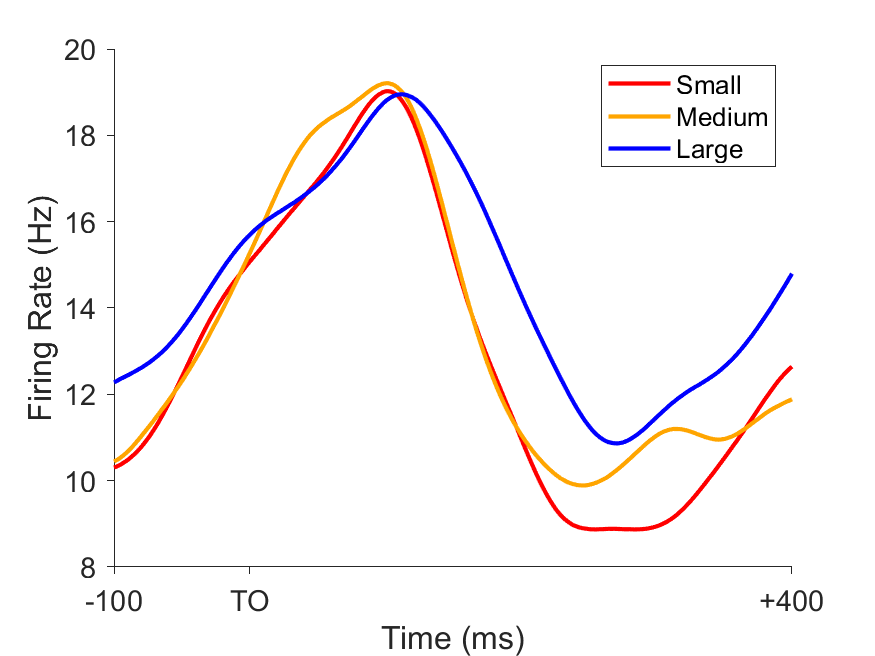 20
18
16
14
12
10
8
Firing Rate (Hz)
Small
Medium
Large
-100
TO
+400
Time (ms)